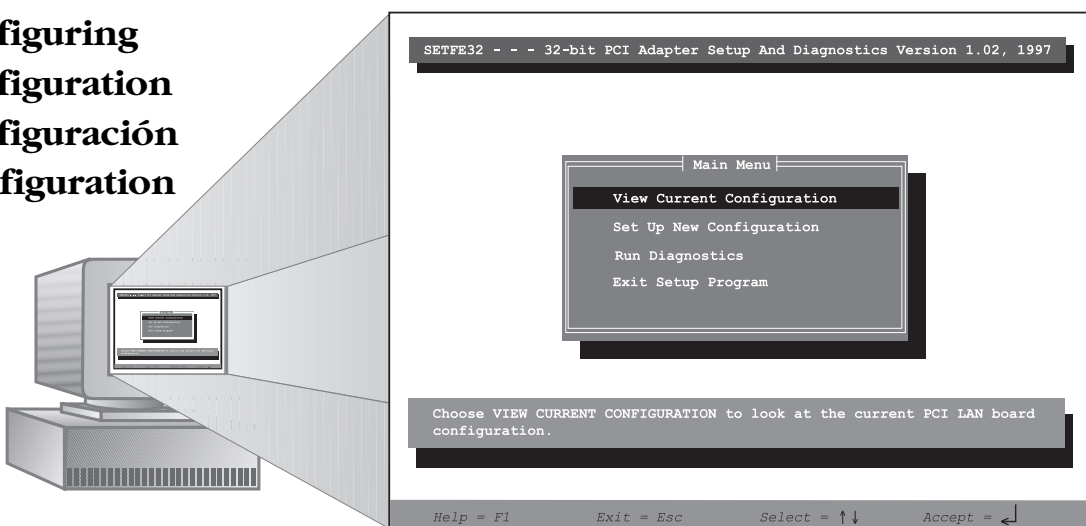 figuring
figuration
figuración
figuration
SETFE32 - - - 32-bit PCI Adapter Setup And Diagnostics Version 1.02, 1997
Main Menu
View Current Configuration
Set Up New Configuration
Run Diagnostics
Exit Setup Program
Choose VIEW CURRENT CONFIGURATION to look at the current PCI LAN board
configuration.
Help = F1 Exit = Esc Select = ↑↓ Accept = ↵